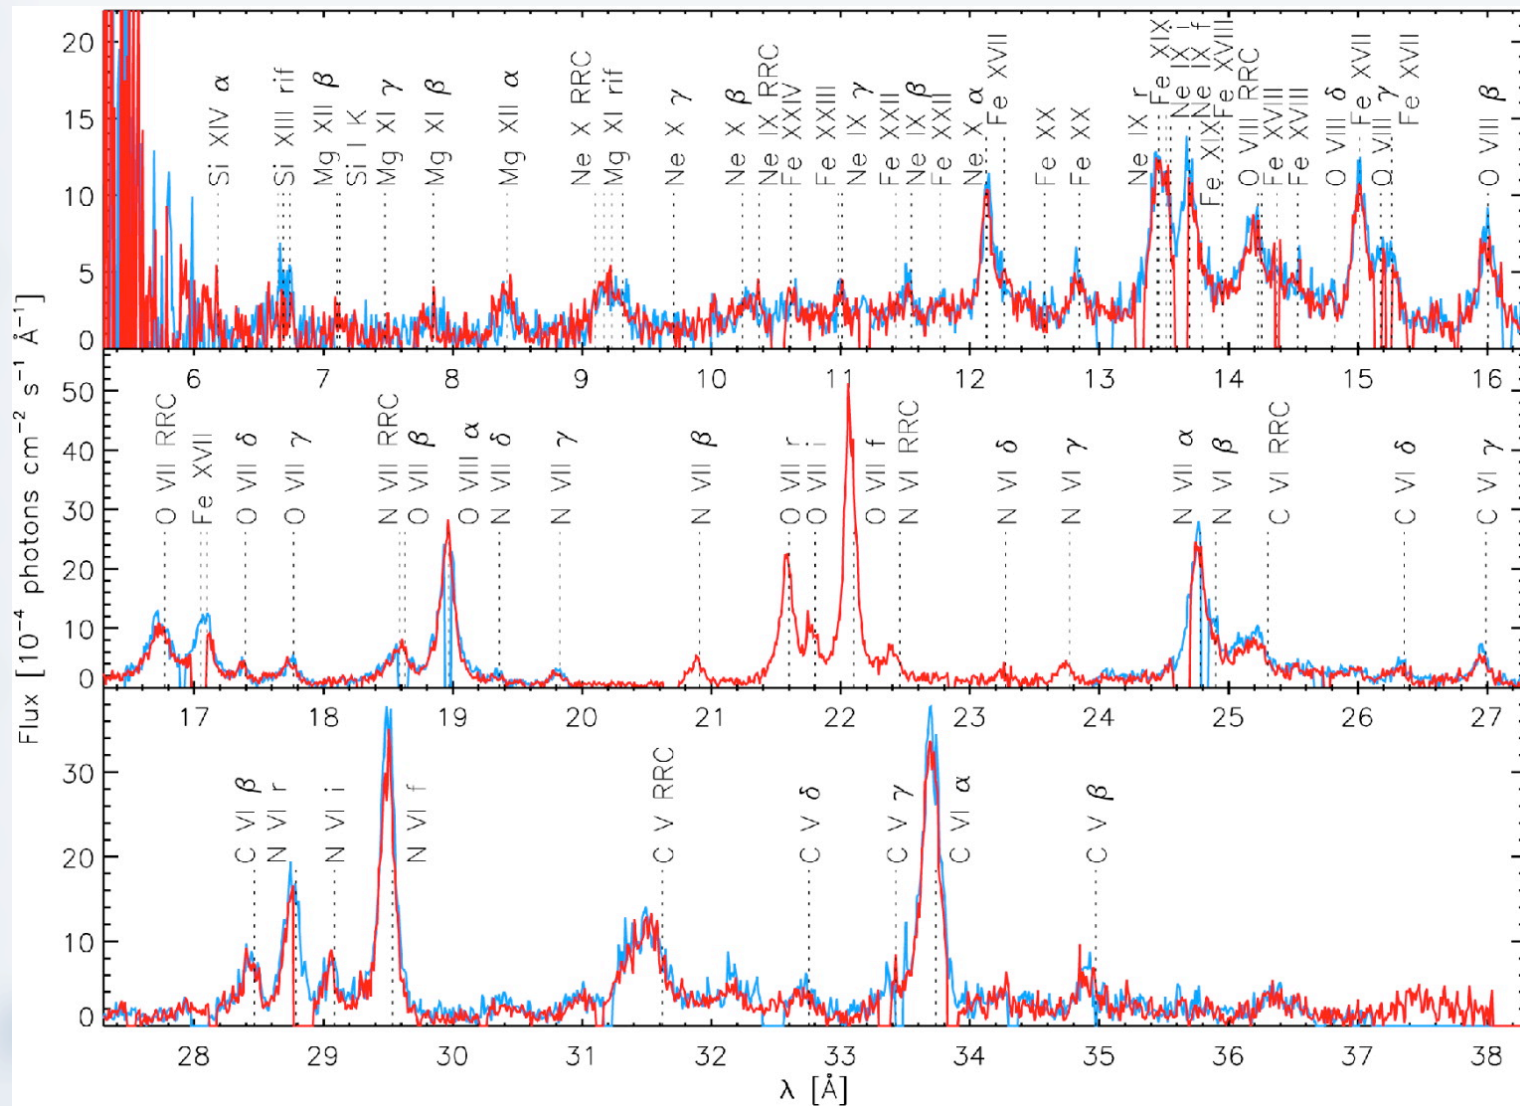 Flux [10⁻⁴ photons cm⁻² s⁻¹ Å⁻¹]
20
15
10
5
0
Si XIV α
Si XIII rif
Mg XII β
Si I K
Mg XI γ
Mg XI β
Mg XII α
Ne X RRC
Mg XI rif
Ne X γ
Ne X β
Ne IX RRC
Fe XXIV
Fe XXIII
Ne IX γ
Fe XXII
Ne IX β
Fe XXII
Ne X α
Fe XVII
Fe XX
Fe XX
Ne IX r
Fe XIX
Ne IX i
Ne IX f
Fe XIX
Fe XVIII
O VIII RRC
Fe XVIII
Fe XVIII
O VIII δ
Fe XVII
O VIII γ
Fe XVII
O VIII β
6 7 8 9 10 11 12 13 14 15 16
50
40
30
20
10
0
O VII RRC
Fe XVII
O VII δ
O VII γ
N VII RRC
O VII β
O VIII α
N VII δ
N VII γ
N VII β
O VII r
O VII i
O VII f
N VI RRC
N VI δ
N VI γ
N VII α
N VI β
C VI RRC
C VI δ
C VI γ
17 18 19 20 21 22 23 24 25 26 27
30
20
10
0
C VI β
N VI r
N VI i
N VI f
C V RRC
C V δ
C V γ
C VI α
C V β
28 29 30 31 32 33 34 35 36 37 38
λ [Å]